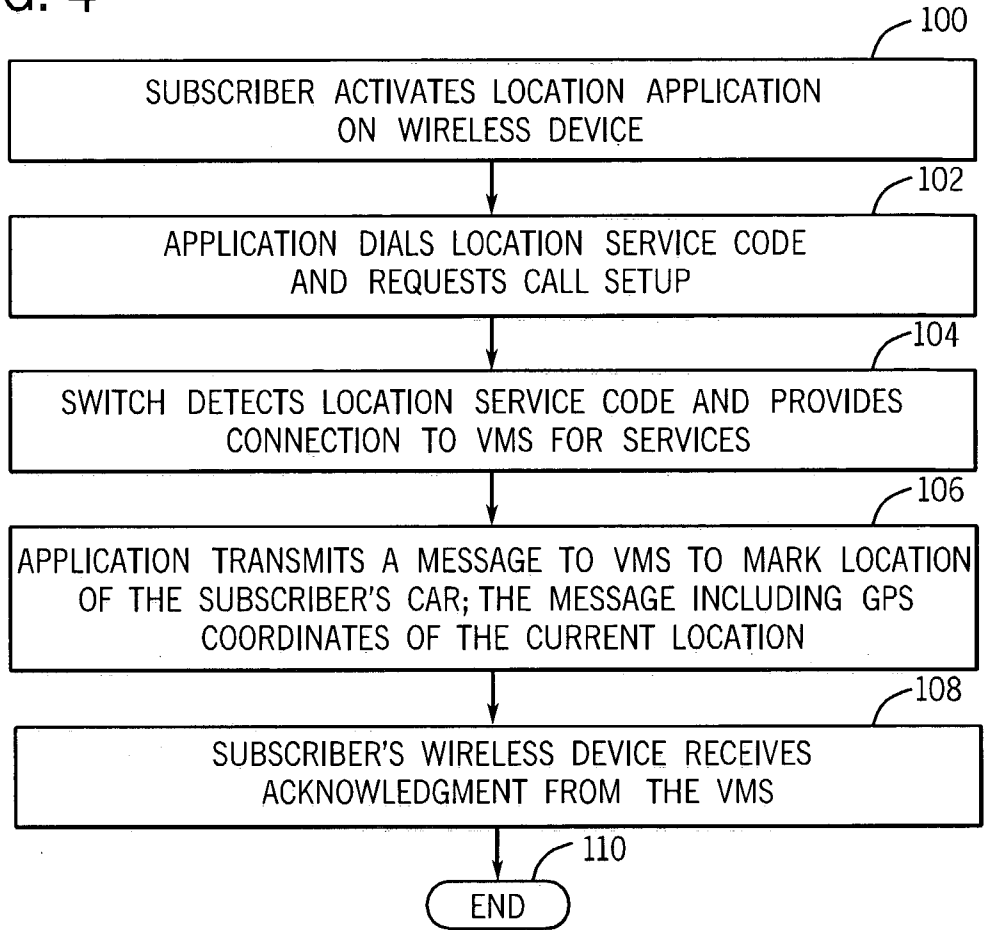 G. 4
100
SUBSCRIBER ACTIVATES LOCATION APPLICATION
ON WIRELESS DEVICE
102
APPLICATION DIALS LOCATION SERVICE CODE
AND REQUESTS CALL SETUP
104
SWITCH DETECTS LOCATION SERVICE CODE AND PROVIDES
CONNECTION TO VMS FOR SERVICES
106
APPLICATION TRANSMITS A MESSAGE TO VMS TO MARK LOCATION
OF THE SUBSCRIBER'S CAR; THE MESSAGE INCLUDING GPS
COORDINATES OF THE CURRENT LOCATION
108
SUBSCRIBER'S WIRELESS DEVICE RECEIVES
ACKNOWLEDGMENT FROM THE VMS
110
END